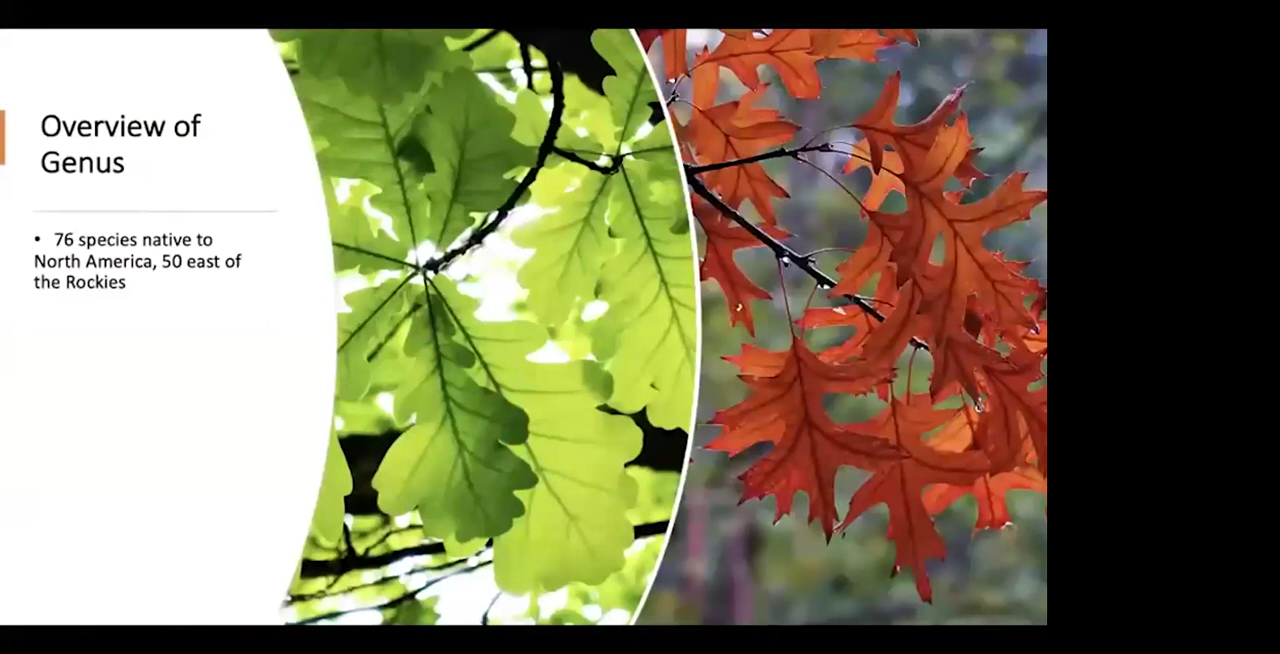 Overview of
Genus
• 76 species native to
North America, 50 east of
the Rockies